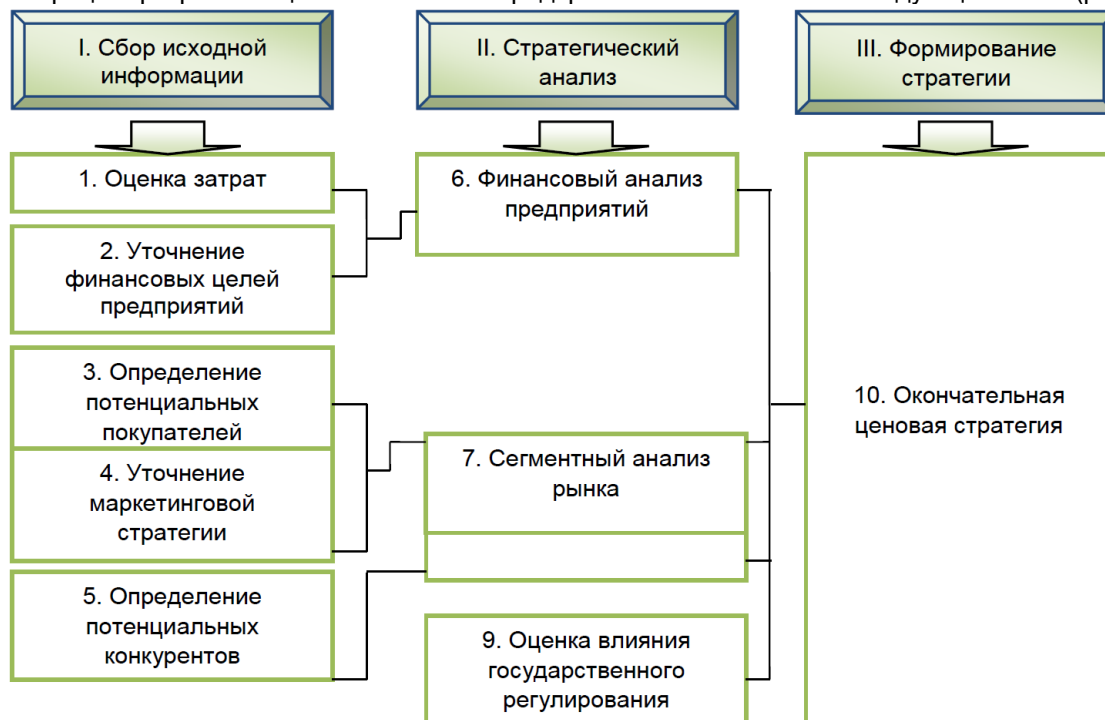 I. Сбор исходной
информации
II. Стратегический
анализ
III. Формирование
стратегии
1. Оценка затрат
2. Уточнение
финансовых целей
предприятий
3. Определение
потенциальных
покупателей
4. Уточнение
маркетинговой
стратегии
5. Определение
потенциальных
конкурентов
6. Финансовый анализ
предприятий
7. Сегментный анализ
рынка
9. Оценка влияния
государственного
регулирования
10. Окончательная
ценовая стратегия